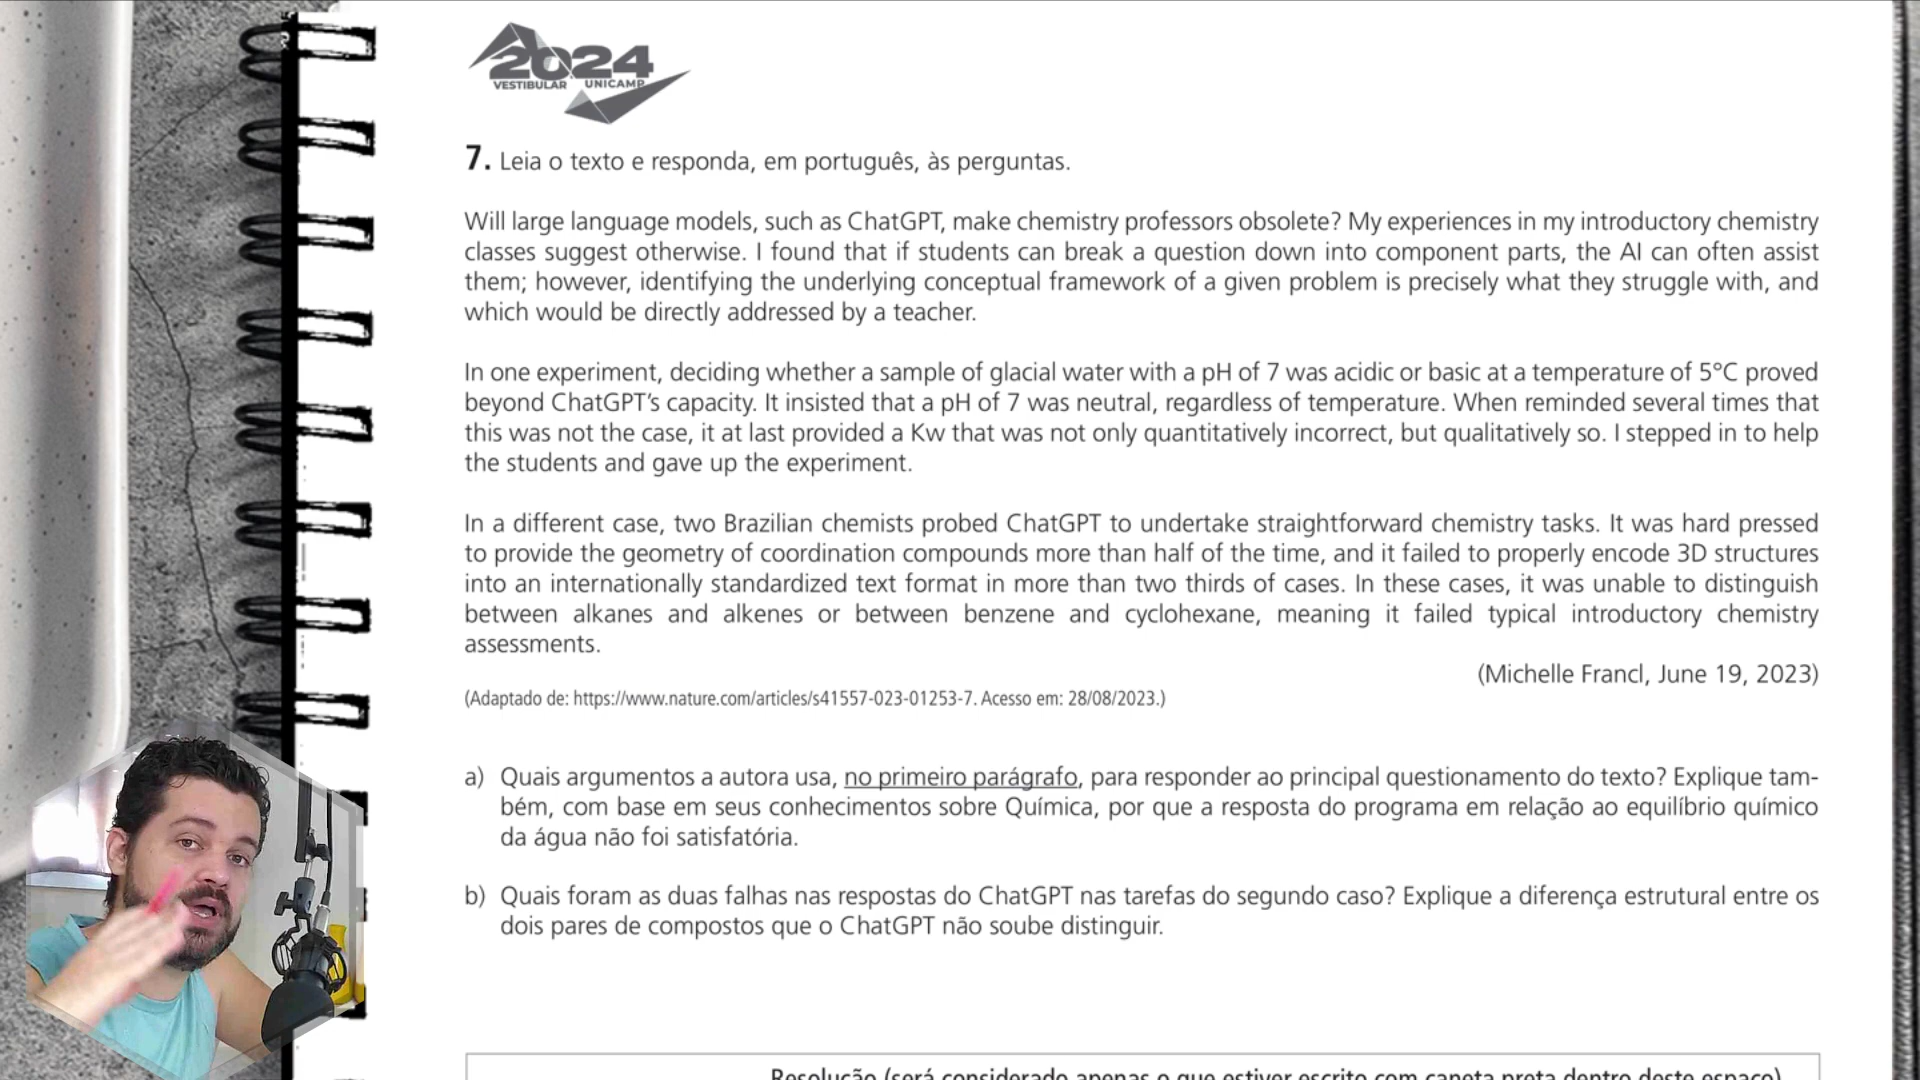 2024
VESTIBULAR UNICAMP
7. Leia o texto e responda, em português, às perguntas.
Will large language models, such as ChatGPT, make chemistry professors obsolete? My experiences in my introductory chemistry
classes suggest otherwise. I found that if students can break a question down into component parts, the AI can often assist
them; however, identifying the underlying conceptual framework of a given problem is precisely what they struggle with, and
which would be directly addressed by a teacher.
In one experiment, deciding whether a sample of glacial water with a pH of 7 was acidic or basic at a temperature of 5°C proved
beyond ChatGPT’s capacity. It insisted that a pH of 7 was neutral, regardless of temperature. When reminded several times that
this was not the case, it at last provided a Kw that was not only quantitatively incorrect, but qualitatively so. I stepped in to help
the students and gave up the experiment.
In a different case, two Brazilian chemists probed ChatGPT to undertake straightforward chemistry tasks. It was hard pressed
to provide the geometry of coordination compounds more than half of the time, and it failed to properly encode 3D structures
into an internationally standardized text format in more than two thirds of cases. In these cases, it was unable to distinguish
between alkanes and alkenes or between benzene and cyclohexane, meaning it failed typical introductory chemistry
assessments.
(Michelle Francl, June 19, 2023)
(Adaptado de: https://www.nature.com/articles/s41557-023-01253-7. Acesso em: 28/08/2023.)
a) Quais argumentos a autora usa, no primeiro parágrafo, para responder ao principal questionamento do texto? Explique tam-
bém, com base em seus conhecimentos sobre Química, por que a resposta do programa em relação ao equilíbrio químico
da água não foi satisfatória.
b) Quais foram as duas falhas nas respostas do ChatGPT nas tarefas do segundo caso? Explique a diferença estrutural entre os
dois pares de compostos que o ChatGPT não soube distinguir.
Resolução (será considerado apenas o que estiver escrito com caneta preta dentro deste espaço)